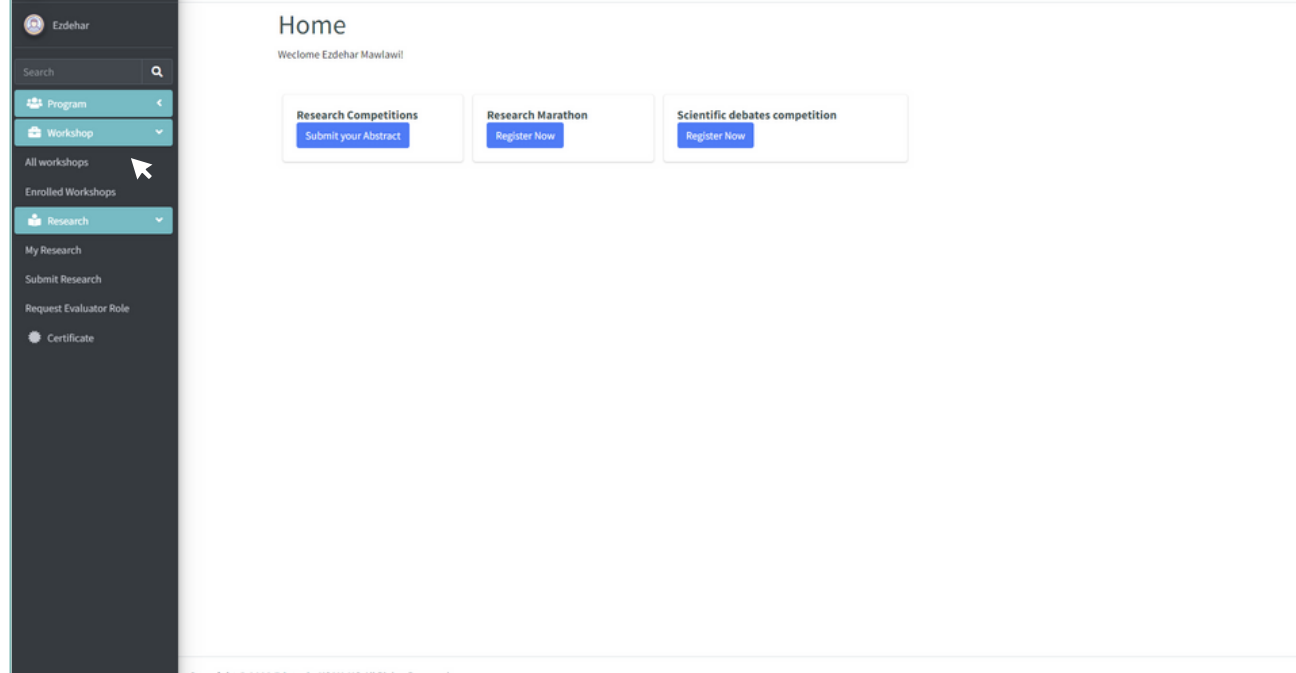 Ezdehar
Search
Program
Workshop
All workshops
Enrolled Workshops
Research
My Research
Submit Research
Request Evaluator Role
Certificate
Home
Weclome Ezdehar Mawlawi!
Research Competitions
Submit your Abstract
Research Marathon
Register Now
Scientific debates competition
Register Now